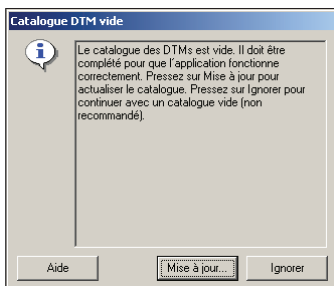 Catalogue DTM vide
Le catalogue des DTMs est vide. Il doit être
complété pour que l'application fonctionne
correctement. Pressez sur Mise à jour pour
actualiser le catalogue. Pressez sur Ignorer pour
continuer avec un catalogue vide (non
recommandé).
Aide Mise à jour... Ignorer